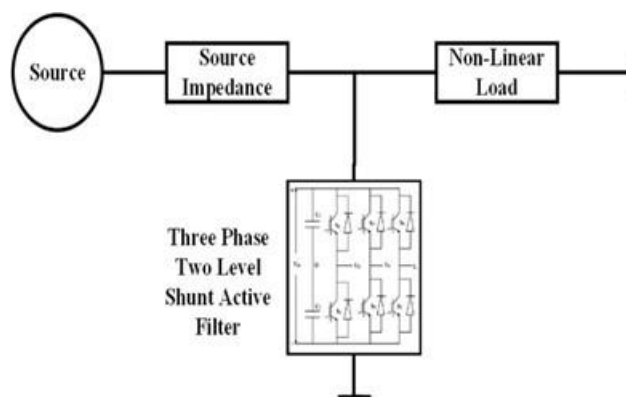 Source
Source
Impedance
Non-Linear
Load
Three Phase
Two Level
Shunt Active
Filter